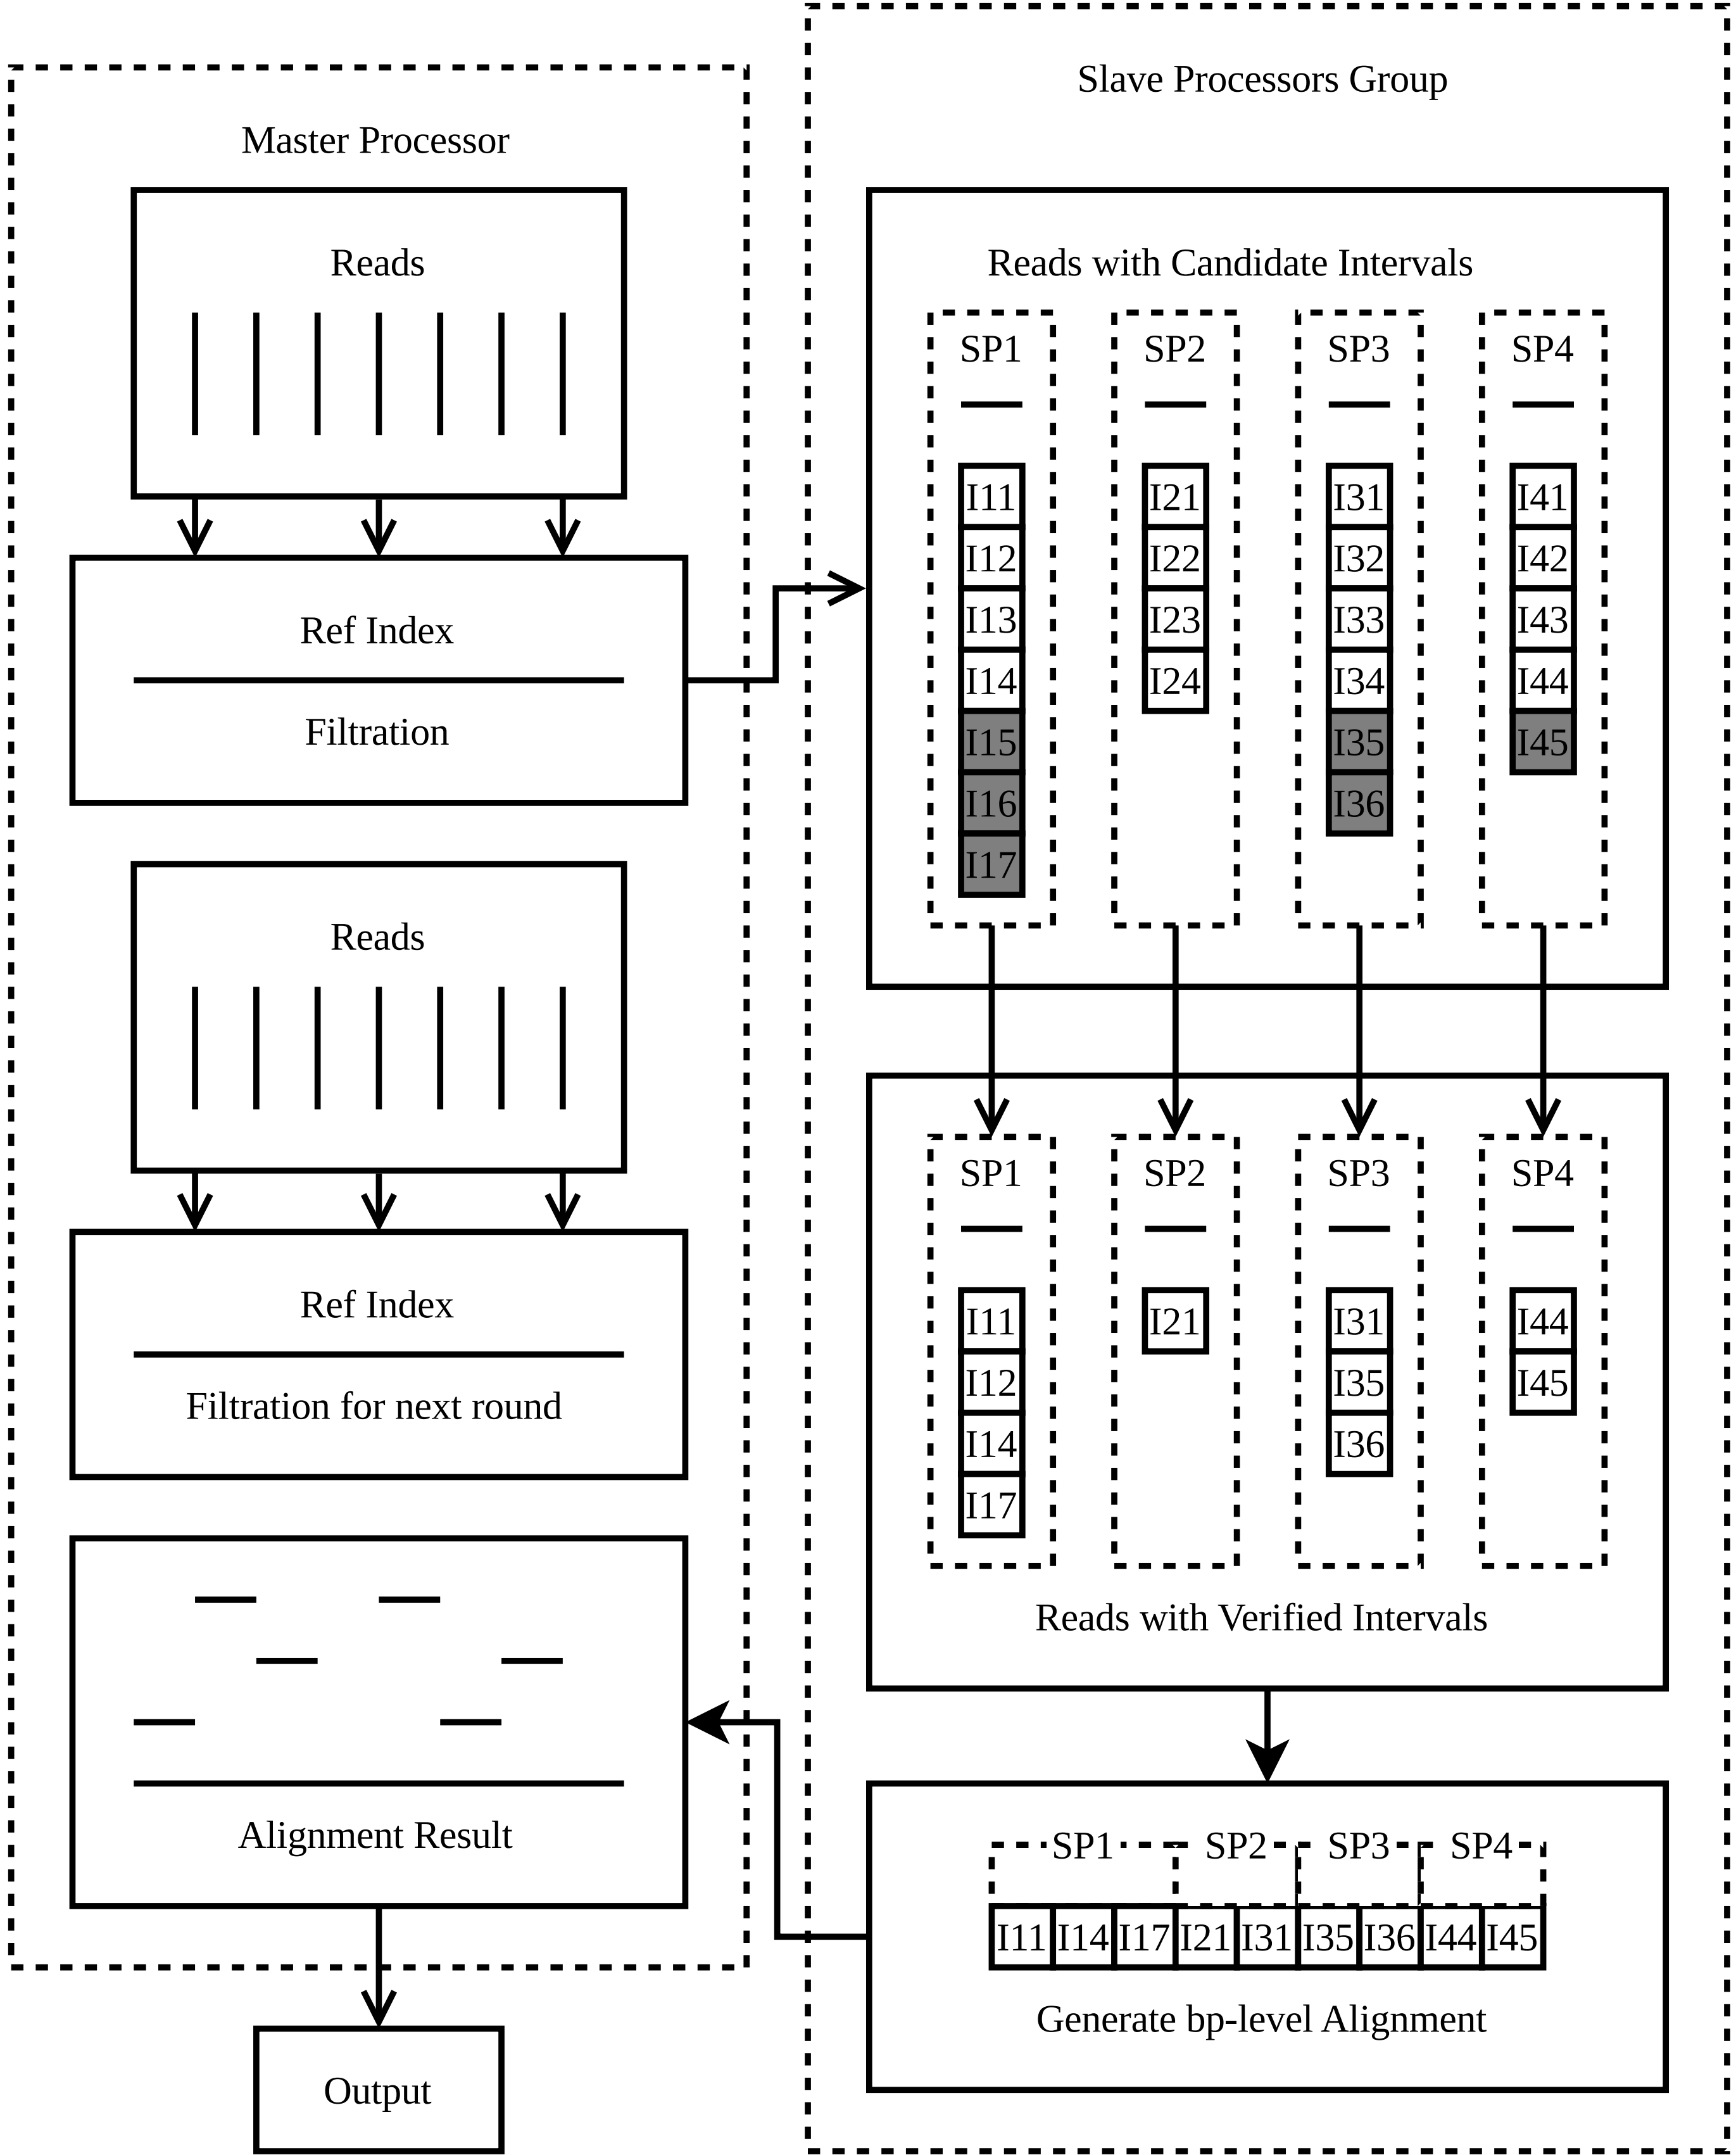 Master Processor
Reads
Ref Index
Filtration
Reads
Ref Index
Filtration for next round
Alignment Result
Output
Slave Processors Group
Reads with Candidate Intervals
SP1 SP2 SP3 SP4
I11 I21 I31 I41
I12 I22 I32 I42
I13 I23 I33 I43
I14 I24 I34 I44
I15 I35 I45
I16 I36
I17
SP1 SP2 SP3 SP4
I11 I21 I31 I44
I12 I35 I45
I14 I36
I17
Reads with Verified Intervals
SP1 SP2 SP3 SP4
I11 I14 I17 I21 I31 I35 I36 I44 I45
Generate bp-level Alignment